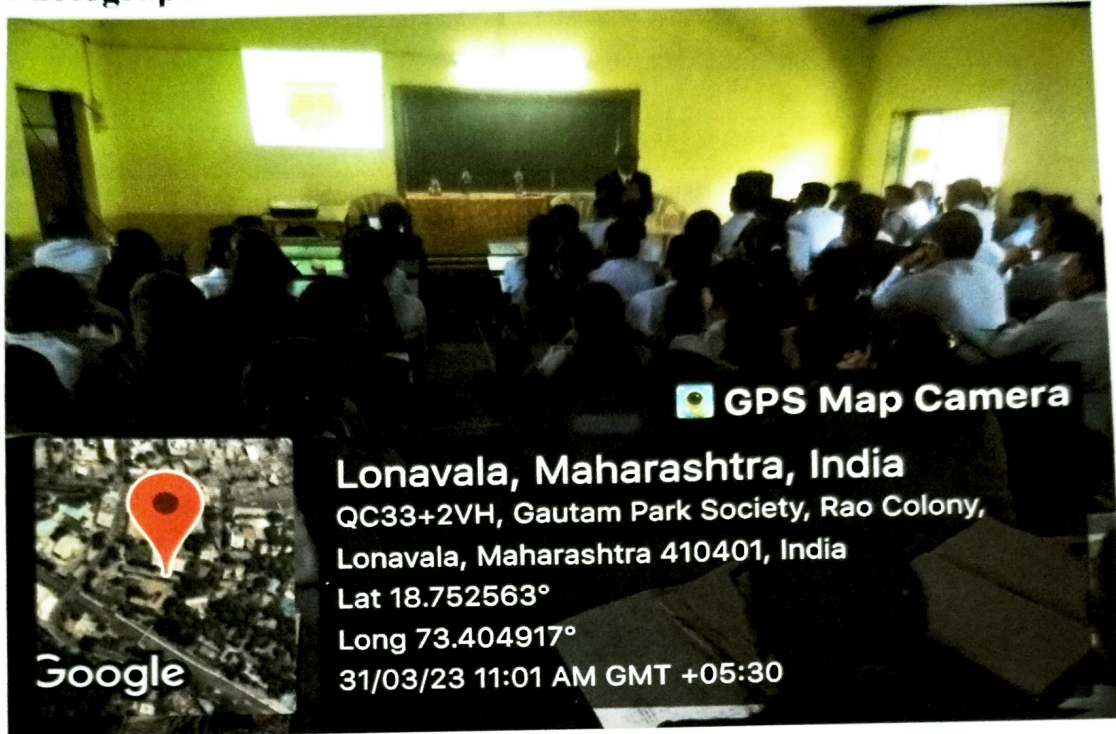 GPS Map Camera
Lonavala, Maharashtra, India
QC33+2VH, Gautam Park Society, Rao Colony,
Lonavala, Maharashtra 410401, India
Lat 18.752563°
Long 73.404917°
31/03/23 11:01 AM GMT +05:30
Google